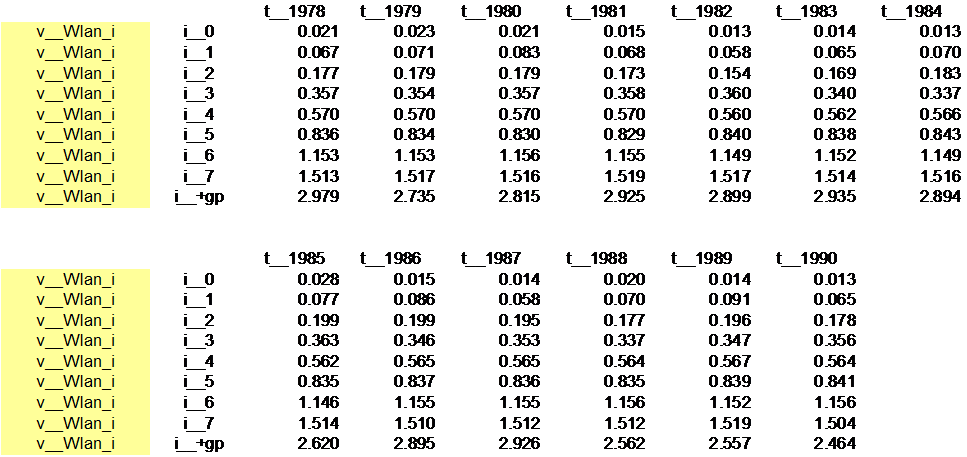 t__1978 t__1979 t__1980 t__1981 t__1982 t__1983 t__1984
v__Wlan_i i__0 0.021 0.023 0.021 0.015 0.013 0.014 0.013
v__Wlan_i i__1 0.067 0.071 0.083 0.068 0.058 0.065 0.070
v__Wlan_i i__2 0.177 0.179 0.179 0.173 0.154 0.169 0.183
v__Wlan_i i__3 0.357 0.354 0.357 0.358 0.360 0.340 0.337
v__Wlan_i i__4 0.570 0.570 0.570 0.570 0.560 0.562 0.566
v__Wlan_i i__5 0.836 0.834 0.830 0.829 0.840 0.838 0.843
v__Wlan_i i__6 1.153 1.153 1.156 1.155 1.149 1.152 1.149
v__Wlan_i i__7 1.513 1.517 1.516 1.519 1.517 1.514 1.516
v__Wlan_i i__+gp 2.979 2.735 2.815 2.925 2.899 2.935 2.894
t__1985 t__1986 t__1987 t__1988 t__1989 t__1990
v__Wlan_i i__0 0.028 0.015 0.014 0.020 0.014 0.013
v__Wlan_i i__1 0.077 0.086 0.058 0.070 0.091 0.065
v__Wlan_i i__2 0.199 0.199 0.195 0.177 0.196 0.178
v__Wlan_i i__3 0.363 0.346 0.353 0.337 0.347 0.356
v__Wlan_i i__4 0.562 0.565 0.565 0.564 0.567 0.564
v__Wlan_i i__5 0.835 0.837 0.836 0.835 0.839 0.841
v__Wlan_i i__6 1.146 1.155 1.155 1.156 1.152 1.156
v__Wlan_i i__7 1.514 1.510 1.512 1.512 1.519 1.504
v__Wlan_i i__+gp 2.620 2.895 2.926 2.562 2.557 2.464